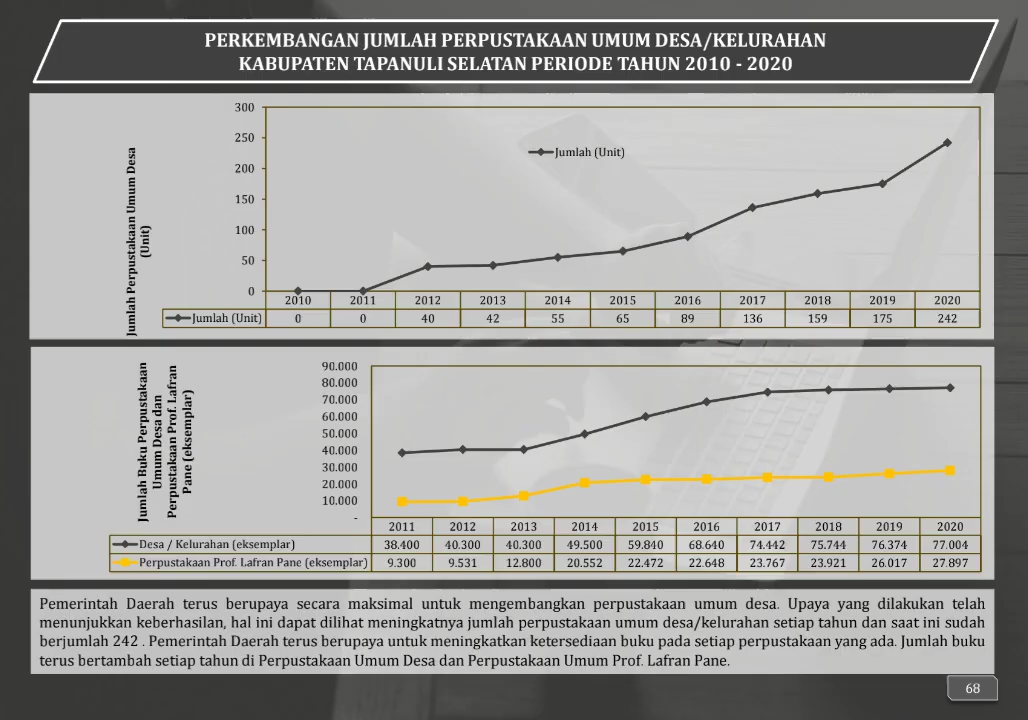 PERKEMBANGAN JUMLAH PERPUSTAKAAN UMUM DESA/KELURAHAN
KABUPATEN TAPANULI SELATAN PERIODE TAHUN 2010 - 2020
Jumlah Perpustakaan Umum Desa
(Unit)
300
250
200
150
100
50
0
Jumlah (Unit)
2010 2011 2012 2013 2014 2015 2016 2017 2018 2019 2020
Jumlah (Unit) 0 0 40 42 55 65 89 136 159 175 242
Jumlah Buku Perpustakaan
Umum Desa dan
Perpustakaan Prof. Lafran
Pane (eksemplar)
90.000
80.000
70.000
60.000
50.000
40.000
30.000
20.000
10.000
-
2011 2012 2013 2014 2015 2016 2017 2018 2019 2020
Desa / Kelurahan (eksemplar) 38.400 40.300 40.300 49.500 59.840 68.640 74.442 75.744 76.374 77.004
Perpustakaan Prof. Lafran Pane (eksemplar) 9.300 9.531 12.800 20.552 22.472 22.648 23.767 23.921 26.017 27.897
Pemerintah Daerah terus berupaya secara maksimal untuk mengembangkan perpustakaan umum desa. Upaya yang dilakukan telah
menunjukkan keberhasilan, hal ini dapat dilihat meningkatnya jumlah perpustakaan umum desa/kelurahan setiap tahun dan saat ini sudah
berjumlah 242 . Pemerintah Daerah terus berupaya untuk meningkatkan ketersediaan buku pada setiap perpustakaan yang ada. Jumlah buku
terus bertambah setiap tahun di Perpustakaan Umum Desa dan Perpustakaan Umum Prof. Lafran Pane.
68